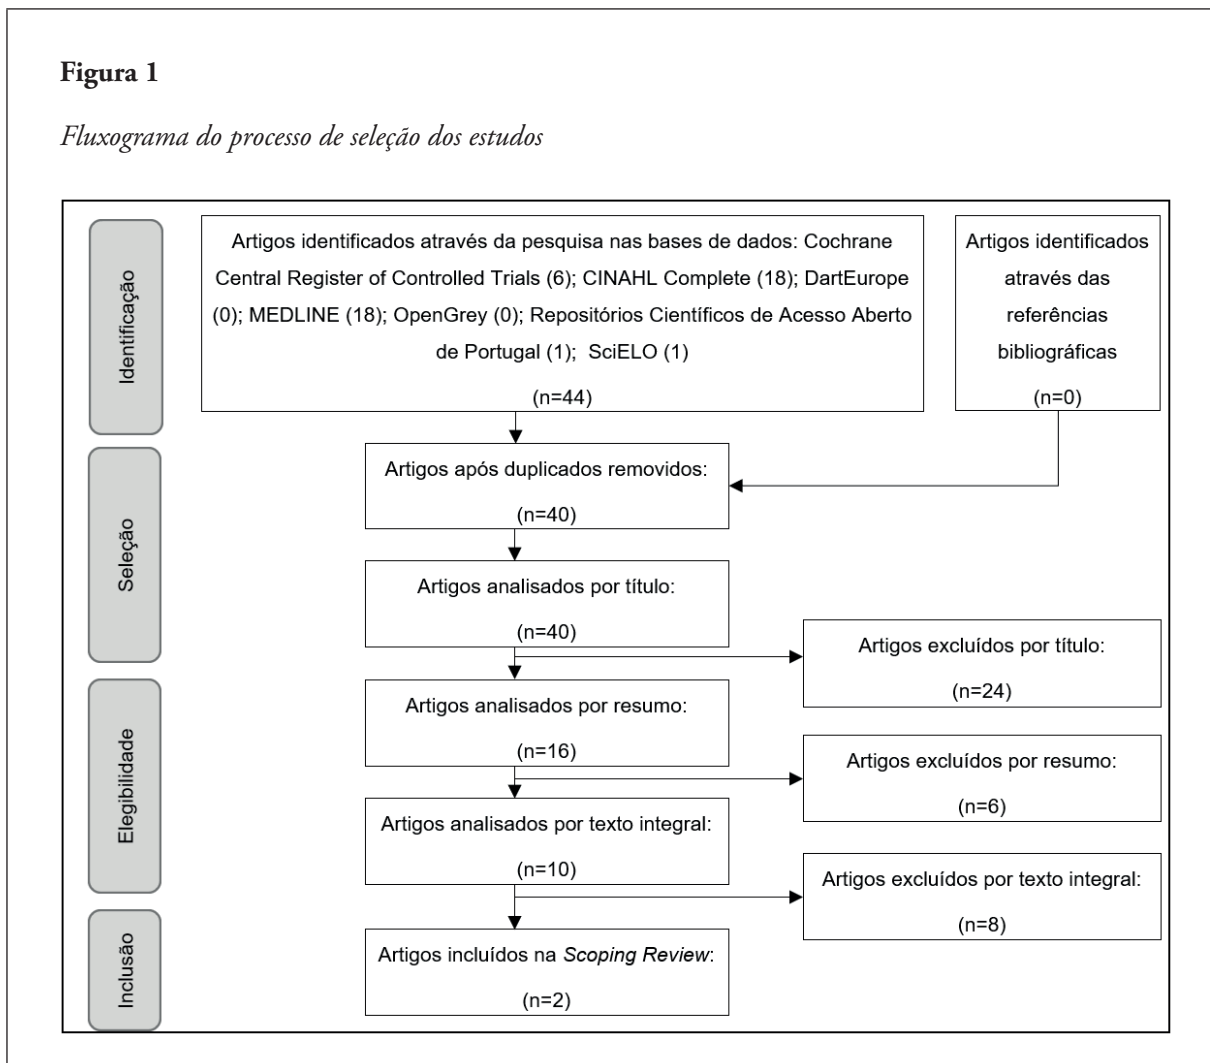 Figura 1
Fluxograma do processo de seleção dos estudos
Identificação
Artigos identificados através da pesquisa nas bases de dados: Cochrane
Central Register of Controlled Trials (6); CINAHL Complete (18); DartEurope
(0); MEDLINE (18); OpenGrey (0); Repositórios Científicos de Acesso Aberto
de Portugal (1);  SciELO (1)
(n=44)
Artigos identificados
através das
referências
bibliográficas
(n=0)
Seleção
Artigos após duplicados removidos:
(n=40)
Artigos analisados por título:
(n=40)
Artigos excluídos por título:
(n=24)
Elegibilidade
Artigos analisados por resumo:
(n=16)
Artigos excluídos por resumo:
(n=6)
Artigos analisados por texto integral:
(n=10)
Artigos excluídos por texto integral:
(n=8)
Inclusão
Artigos incluídos na Scoping Review:
(n=2)